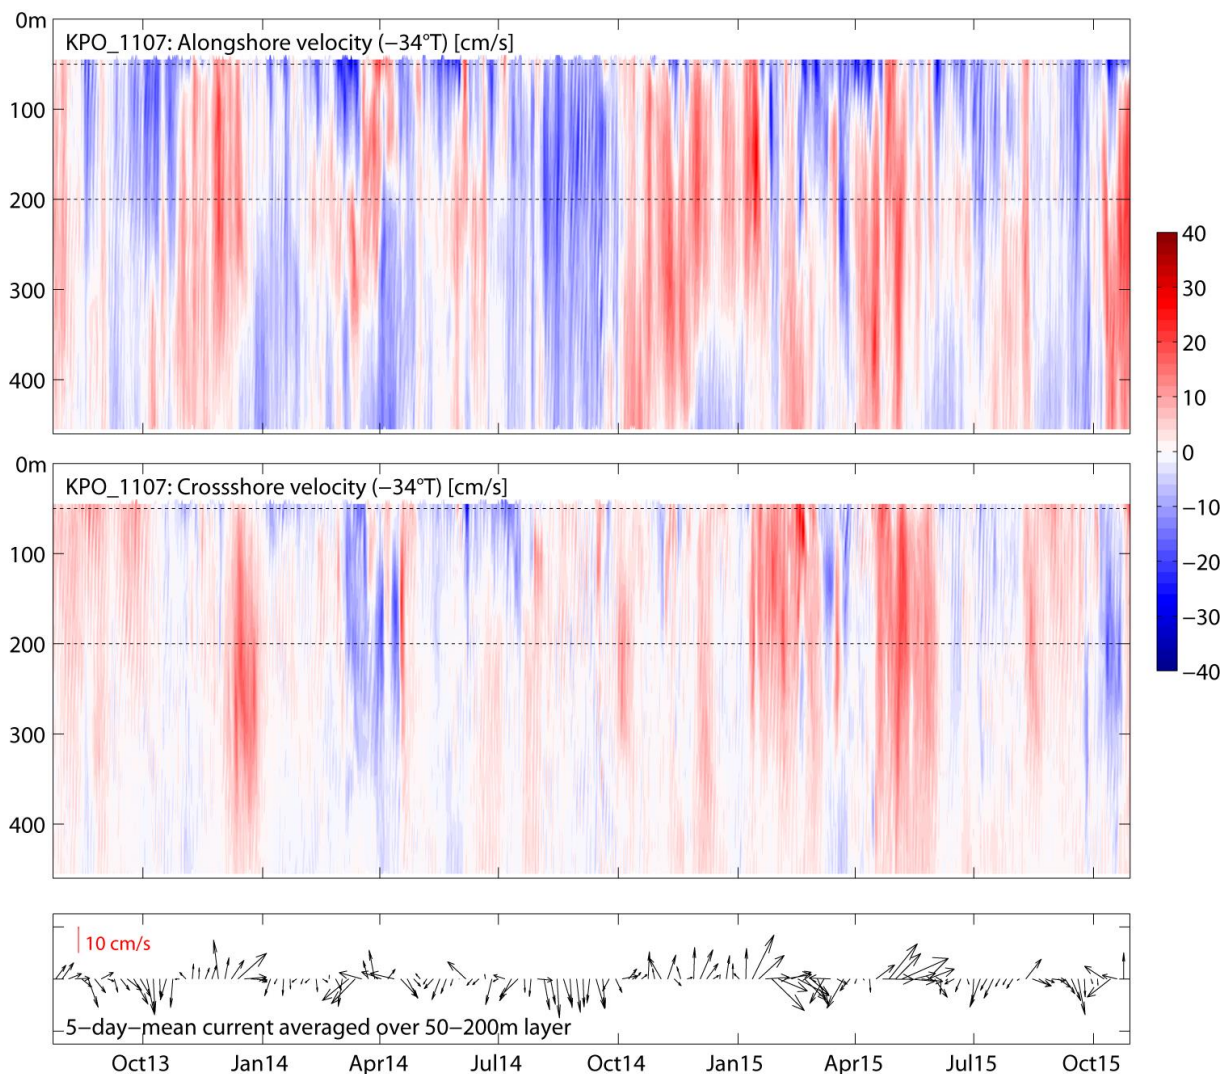 0m
KPO_1107: Alongshore velocity (−34°T) [cm/s]
100
200
300
400
0m
KPO_1107: Crossshore velocity (−34°T) [cm/s]
100
200
300
400
40
30
20
10
0
−10
−20
−30
−40
10 cm/s
5−day−mean current averaged over 50−200m layer
Oct13 Jan14 Apr14 Jul14 Oct14 Jan15 Apr15 Jul15 Oct15